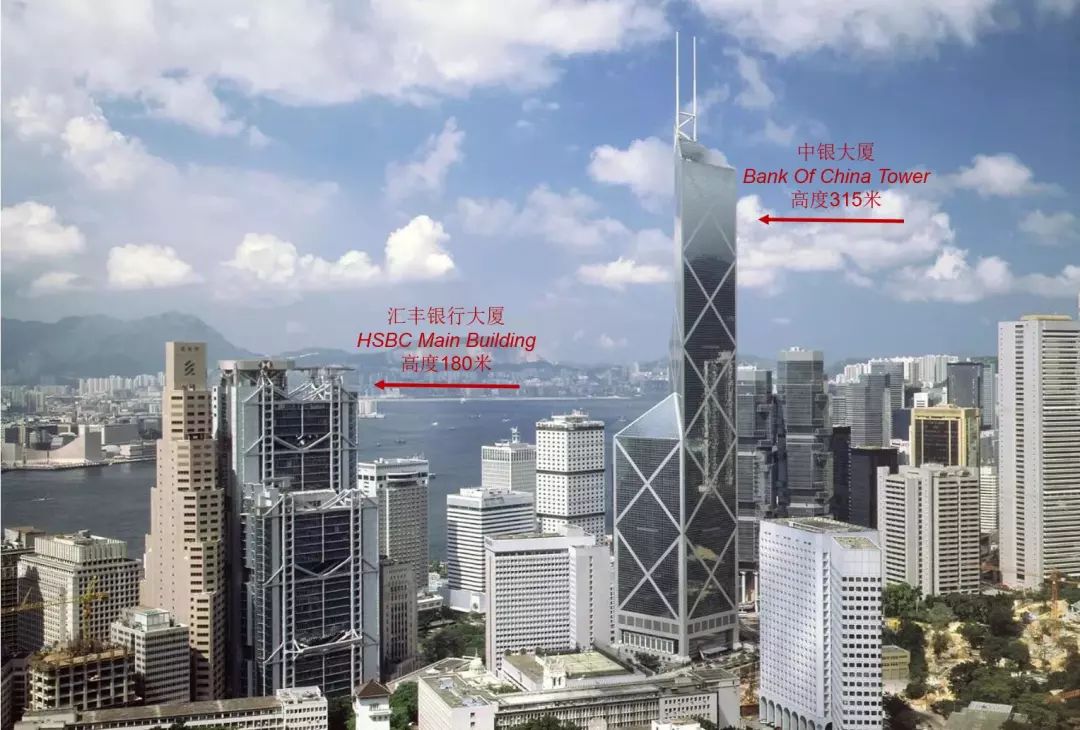 中银大厦
Bank Of China Tower
高度315米
汇丰银行大厦
HSBC Main Building
高度180米